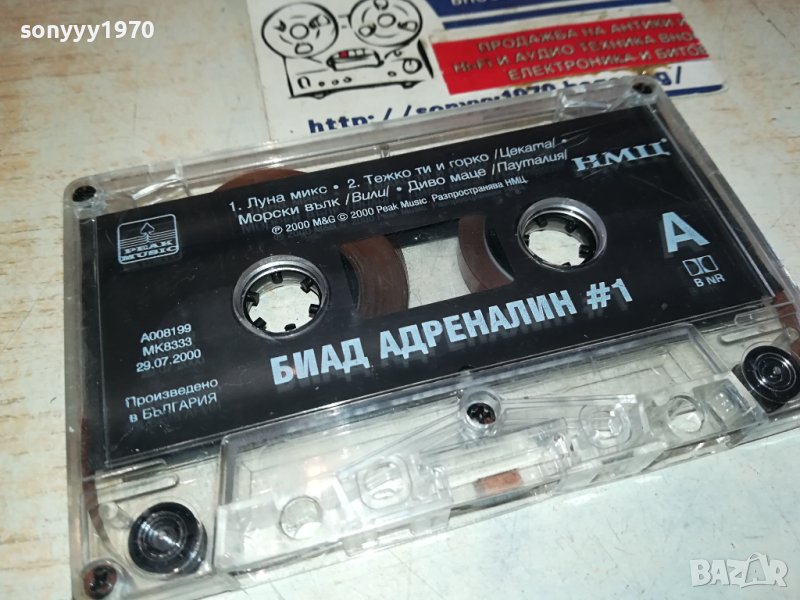 sonyyy1970
ПРОДАЖБА НА АНТИКИ И
HI-FI И АУДИО ТЕХНИКА ВНОС
ЕЛЕКТРОНИКА И БИТОВ
1. Луна микс • 2. Тежко ти и горко /Цеката/ •
Морски вълк /Вили/ • Диво маце /Пауталия/
℗ 2000 M&G © 2000 Peak Music. Разпространява НМЦ.
НМЦ
PEAK
MUSIC
A
B NR
A008199
MK8333
29.07.2000
БИАД АДРЕНАЛИН #1
Произведено
в БЪЛГАРИЯ
BAZAR